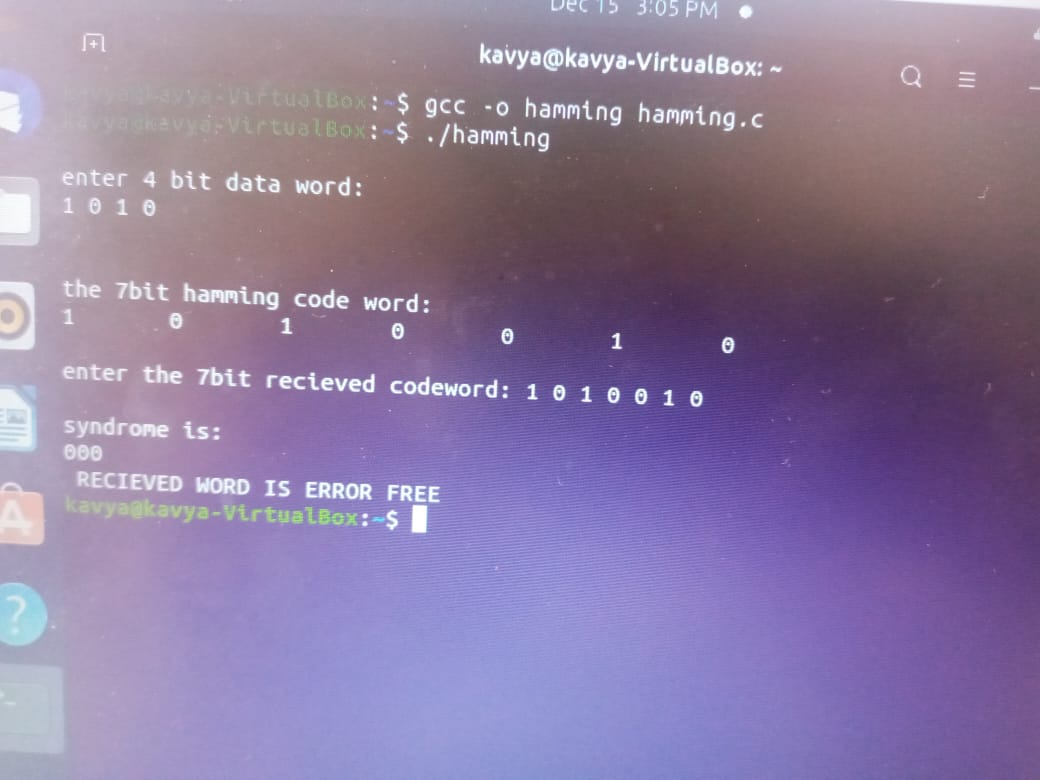 Dec 15 3:05 PM
kavya@kavya-VirtualBox: ~
kavya@kavya-VirtualBox:~$ gcc -o hamming hamming.c
kavya@kavya-VirtualBox:~$ ./hamming
enter 4 bit data word:
1 0 1 0
the 7bit hamming code word:
1 0 1 0 0 1 0
enter the 7bit recieved codeword: 1 0 1 0 0 1 0
syndrome is:
000
RECIEVED WORD IS ERROR FREE
kavya@kavya-VirtualBox:~$